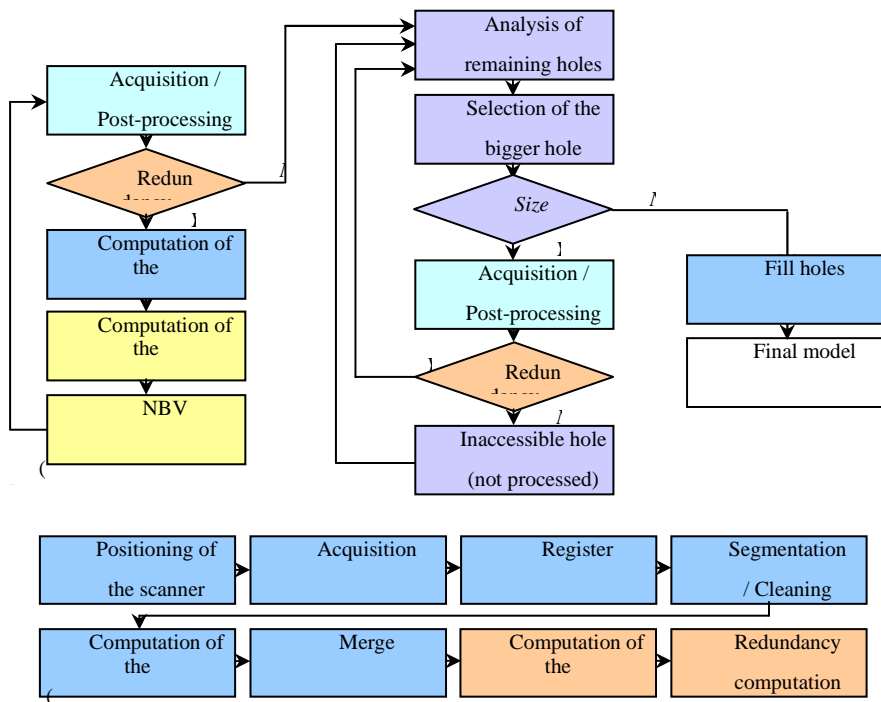 Analysis of
remaining holes
Acquisition /
Post-processing
Selection of the
bigger hole
Redun
Size
Computation of
the
Acquisition /
Post-processing
Fill holes
Computation of
the
Redun
Final model
NBV
Inaccessible hole
(not processed)
(
Positioning of
the scanner
Acquisition
Register
Segmentation
/ Cleaning
Computation of
the
Merge
Computation of
the
Redundancy
computation
(